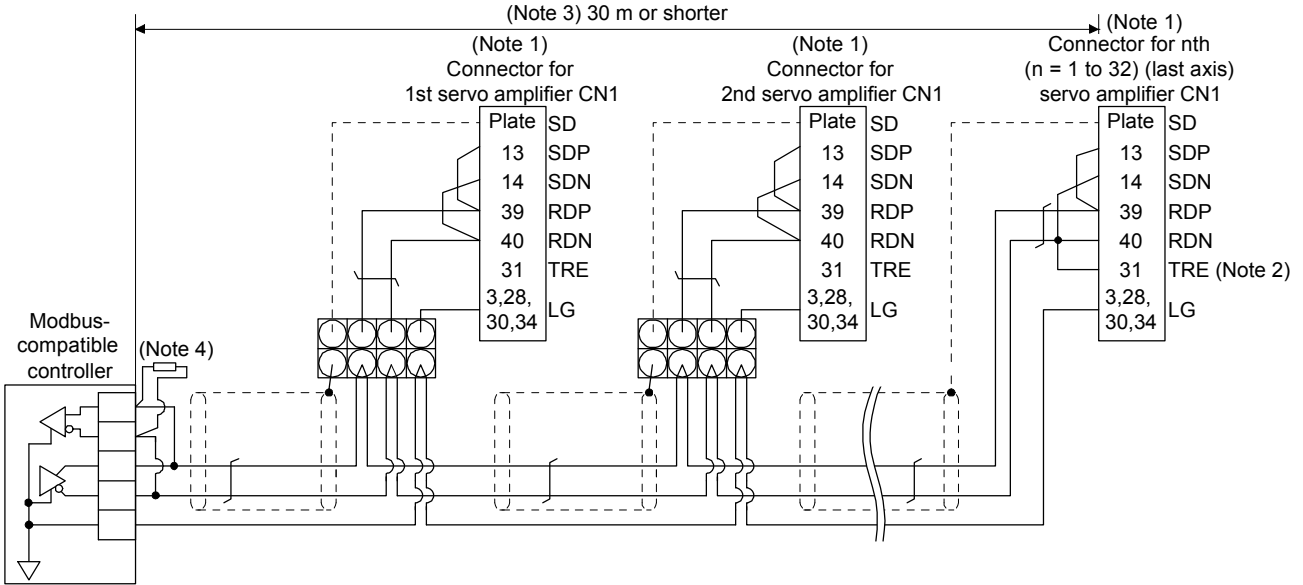 (Note 3) 30 m or shorter
(Note 1)
Connector for
1st servo amplifier CN1
(Note 1)
Connector for
2nd servo amplifier CN1
(Note 1)
Connector for nth
(n = 1 to 32) (last axis)
servo amplifier CN1
Plate SD
13 SDP
14 SDN
39 RDP
40 RDN
31 TRE
3,28,
30,34
LG
Plate SD
13 SDP
14 SDN
39 RDP
40 RDN
31 TRE
3,28,
30,34
LG
Plate SD
13 SDP
14 SDN
39 RDP
40 RDN
31 TRE (Note 2)
3,28,
30,34
LG
Modbus-
compatible
controller
(Note 4)